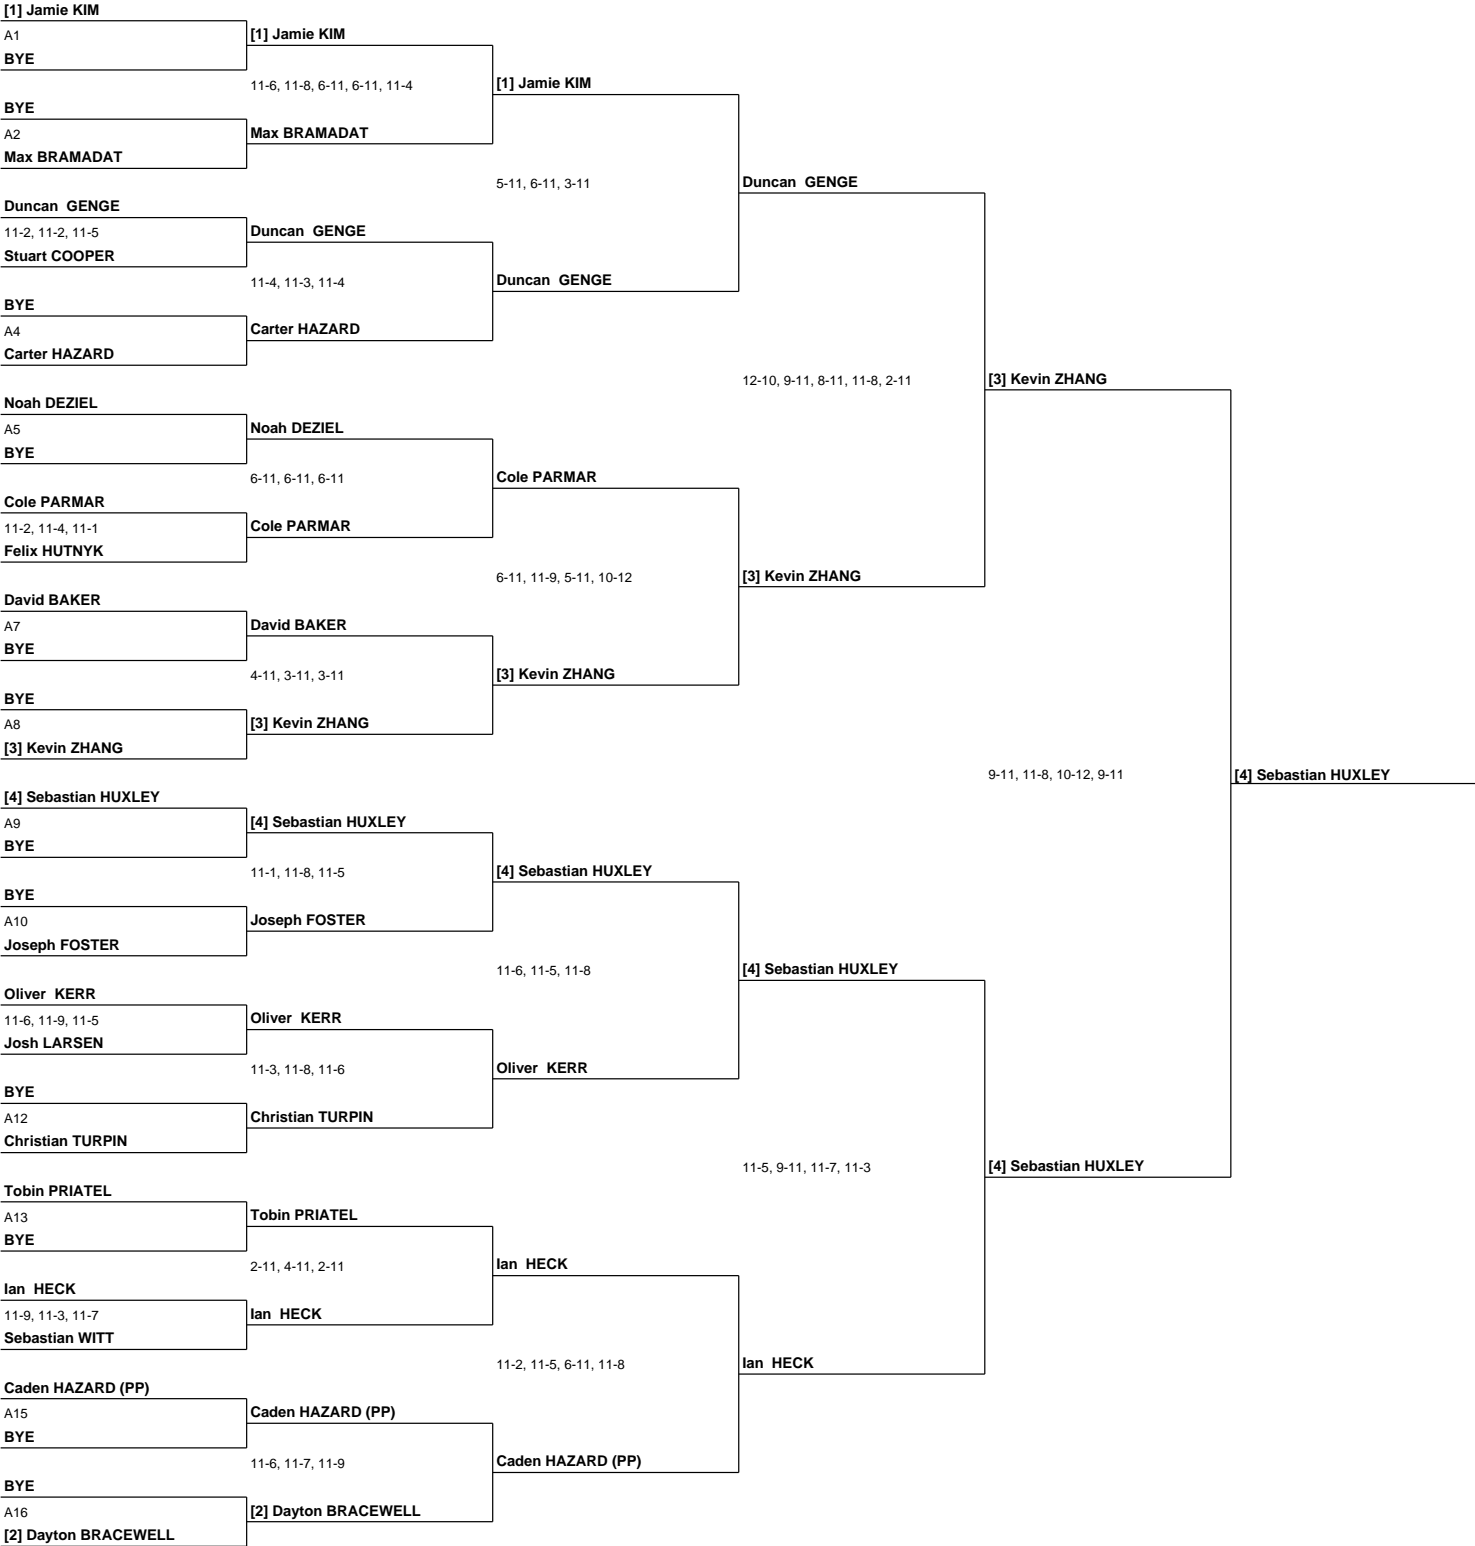 [1] Jamie KIM
A1
[1] Jamie KIM
BYE
11-6, 11-8, 6-11, 6-11, 11-4
[1] Jamie KIM
BYE
A2
Max BRAMADAT
Max BRAMADAT
5-11, 6-11, 3-11
Duncan  GENGE
Duncan  GENGE
11-2, 11-2, 11-5
Duncan  GENGE
Stuart COOPER
11-4, 11-3, 11-4
Duncan  GENGE
BYE
A4
Carter HAZARD
Carter HAZARD
12-10, 9-11, 8-11, 11-8, 2-11
[3] Kevin ZHANG
Noah DEZIEL
A5
Noah DEZIEL
BYE
6-11, 6-11, 6-11
Cole PARMAR
Cole PARMAR
11-2, 11-4, 11-1
Cole PARMAR
Felix HUTNYK
6-11, 11-9, 5-11, 10-12
[3] Kevin ZHANG
David BAKER
A7
David BAKER
BYE
4-11, 3-11, 3-11
[3] Kevin ZHANG
BYE
A8
[3] Kevin ZHANG
[3] Kevin ZHANG
9-11, 11-8, 10-12, 9-11
[4] Sebastian HUXLEY
[4] Sebastian HUXLEY
A9
[4] Sebastian HUXLEY
BYE
11-1, 11-8, 11-5
[4] Sebastian HUXLEY
BYE
A10
Joseph FOSTER
Joseph FOSTER
11-6, 11-5, 11-8
[4] Sebastian HUXLEY
Oliver  KERR
11-6, 11-9, 11-5
Oliver  KERR
Josh LARSEN
11-3, 11-8, 11-6
Oliver  KERR
BYE
A12
Christian TURPIN
Christian TURPIN
11-5, 9-11, 11-7, 11-3
[4] Sebastian HUXLEY
Tobin PRIATEL
A13
Tobin PRIATEL
BYE
2-11, 4-11, 2-11
Ian  HECK
Ian  HECK
11-9, 11-3, 11-7
Ian  HECK
Sebastian WITT
11-2, 11-5, 6-11, 11-8
Ian  HECK
Caden HAZARD (PP)
A15
Caden HAZARD (PP)
BYE
11-6, 11-7, 11-9
Caden HAZARD (PP)
BYE
A16
[2] Dayton BRACEWELL
[2] Dayton BRACEWELL